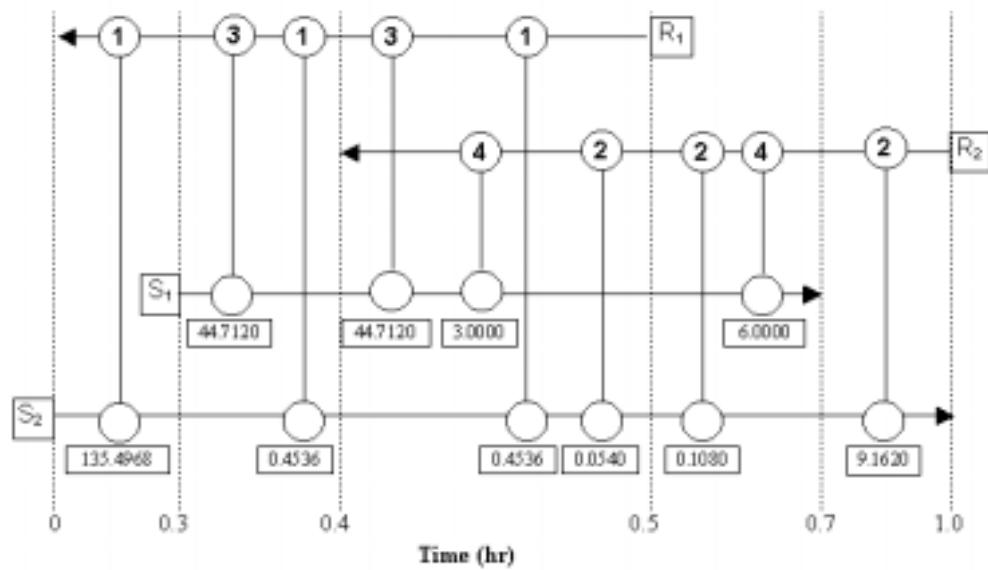 1 3 1 3 1 R1
4 2 2 4 2 R2
S1
44.7120 44.7120 3.0000 6.0000
S2
135.4968 0.4536 0.4536 0.0540 0.1080 9.1620
0 0.3 0.4 0.5 0.7 1.0
Time (hr)